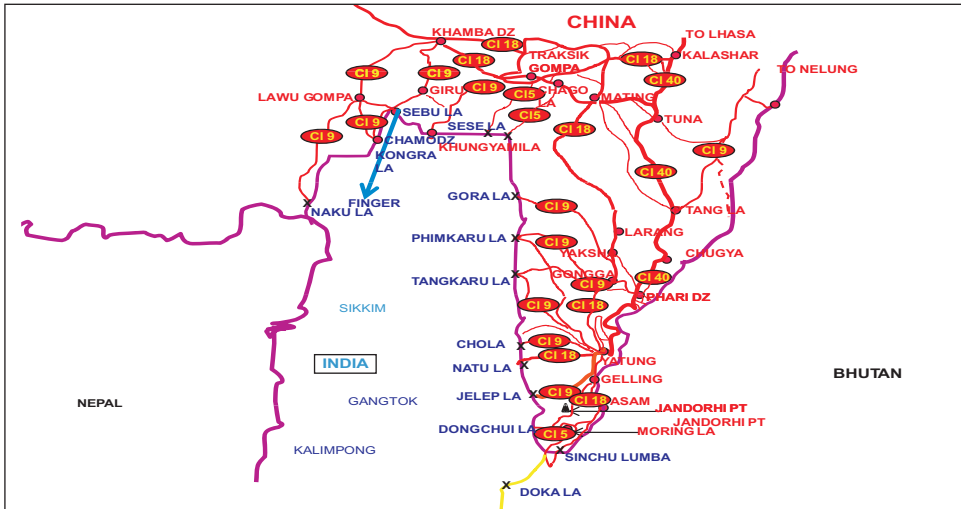 CHINA
KHAMBA DZ
CI 18
TRAKSIK
GOMPA
TO LHASA
KALASHAR
CI 18
CI 18
TO NELUNG
CI 9
CI 9
CI 9
CI 40
LAWU GOMPA
GIRU
CI5
CHAGO
LA
MATING
SEBU LA
CI5
TUNA
CI 9
CI 9
SESE LA
CI 18
CHAMODZ
KHUNGYAMILA
CI 9
KONGRA
LA
CI 40
FINGER
NAKU LA
GORA LA
CI 9
TANG LA
PHIMKARU LA
CI 9
LARANG
YAKSH
CHUGYA
TANGKARU LA
GONGGA
CI 9
CI 40
PHARI DZ
CI 9
CI 18
SIKKIM
CHOLA
CI 9
CI 18
YATUNG
INDIA
NATU LA
GELLING
BHUTAN
JELEP LA
CI 9
CI 18
ASAM
NEPAL
GANGTOK
JANDORHI PT
JANDORHI PT
DONGCHUI LA
CI 5
MORING LA
KALIMPONG
SINCHU LUMBA
DOKA LA